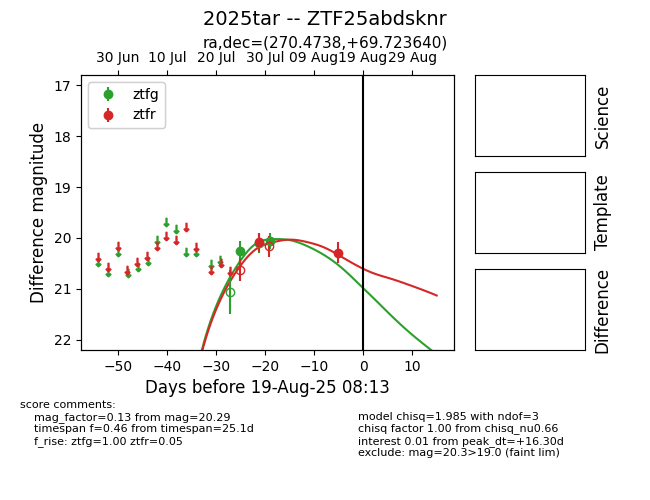 2025tar -- ZTF25abdsknr
ra,dec=(270.4738,+69.723640)
30 Jun 10 Jul 20 Jul 30 Jul 09 Aug 19 Aug 29 Aug
ztfg
ztfr
17
18
19
20
21
22
Difference magnitude
−50 −40 −30 −20 −10 0 10
Days before 19-Aug-25 08:13
Science
Template
Difference
score comments:
mag_factor=0.13 from mag=20.29
timespan f=0.46 from timespan=25.1d
f_rise: ztfg=1.00 ztfr=0.05
model chisq=1.985 with ndof=3
chisq factor 1.00 from chisq_nu0.66
interest 0.01 from peak_dt=+16.30d
exclude: mag=20.3>19.0 (faint lim)